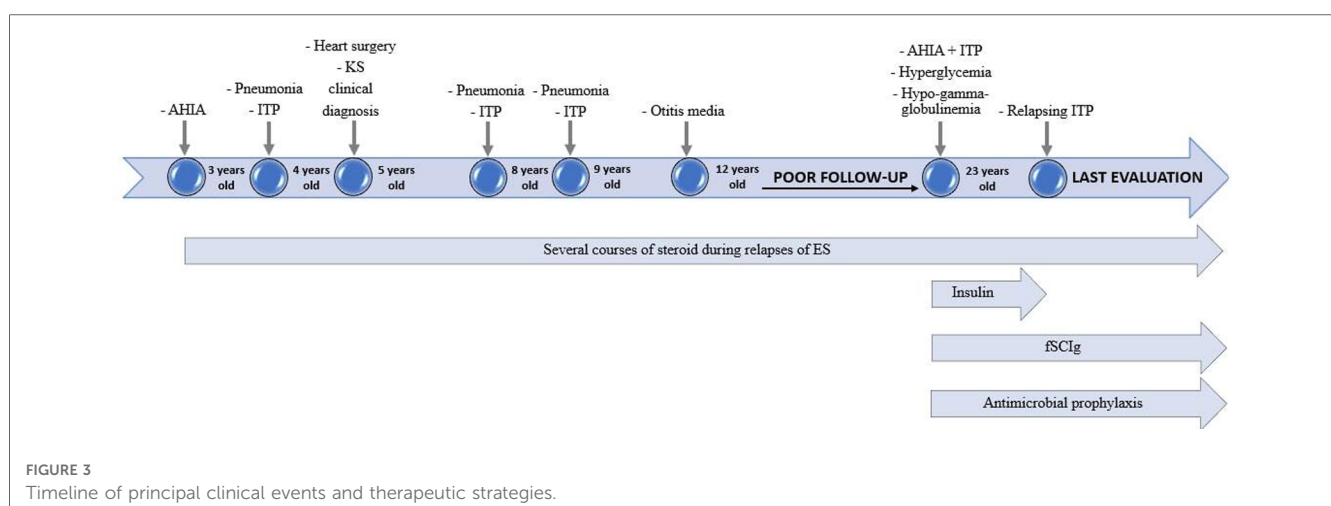 - Heart surgery
- KS
clinical
diagnosis
- AHIA + ITP
- Hyperglycemia
- Hypo-gamma-
globulinemia
- AHIA
- Pneumonia
- ITP
- Pneumonia
- ITP
- Pneumonia
- ITP
- Otitis media
- Relapsing ITP
3 years
old
4 years
old
5 years
old
8 years
old
9 years
old
12 years
old
POOR FOLLOW-UP
23 years
old
LAST EVALUATION
Several courses of steroid during relapses of ES
Insulin
fSCIg
Antimicrobial prophylaxis
FIGURE 3
Timeline of principal clinical events and therapeutic strategies.